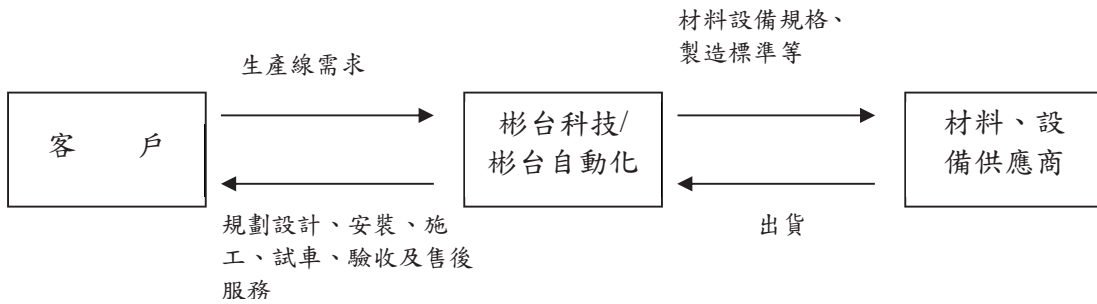 材料設備規格、
製造標準等
生產線需求
客 戶
彬台科技/
彬台自動化
材料、設
備供應商
規劃設計、安裝、施
工、試車、驗收及售後
服務
出貨